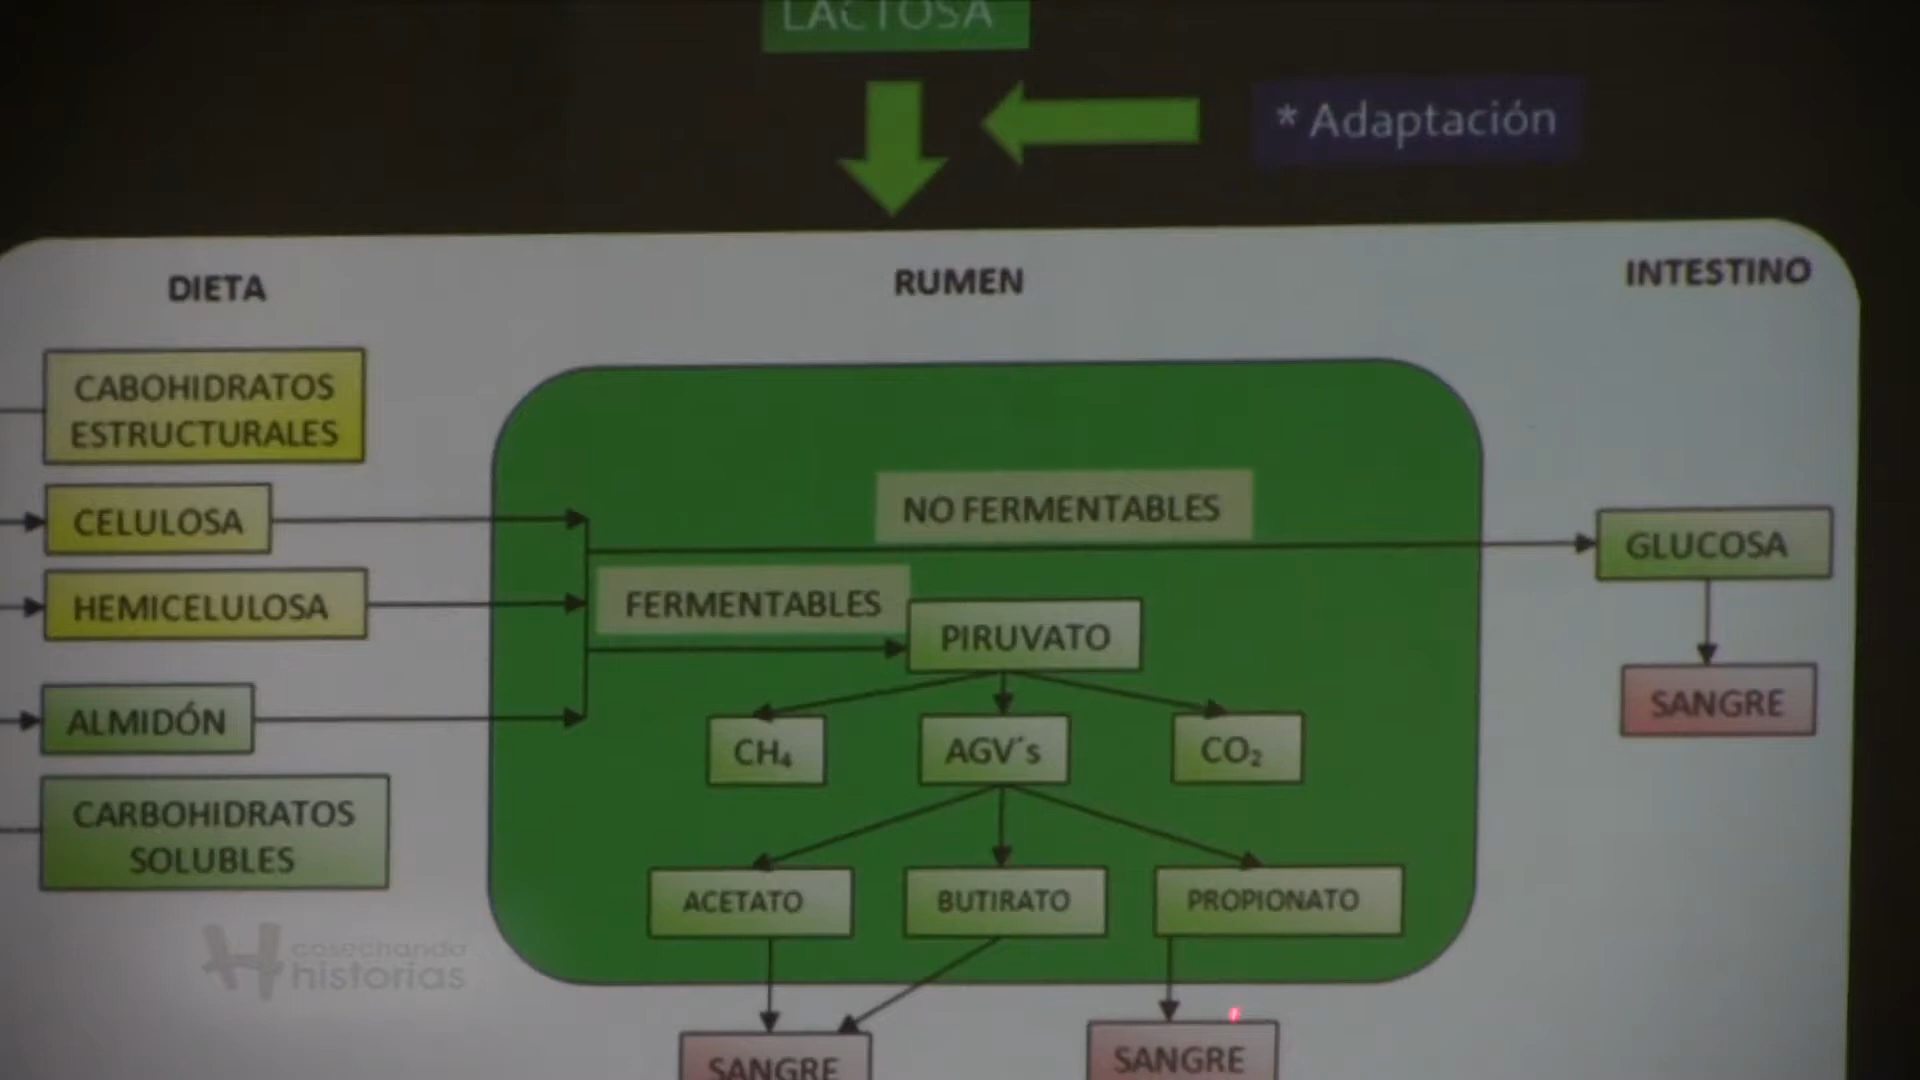 LACTOSA
* Adaptación
DIETA
RUMEN
INTESTINO
CABOHIDRATOS
ESTRUCTURALES
CELULOSA
HEMICELULOSA
ALMIDÓN
CARBOHIDRATOS
SOLUBLES
NO FERMENTABLES
FERMENTABLES
PIRUVATO
CH₄
AGV´s
CO₂
ACETATO
BUTIRATO
PROPIONATO
SANGRE
SANGRE
GLUCOSA
SANGRE
cosechando
historias